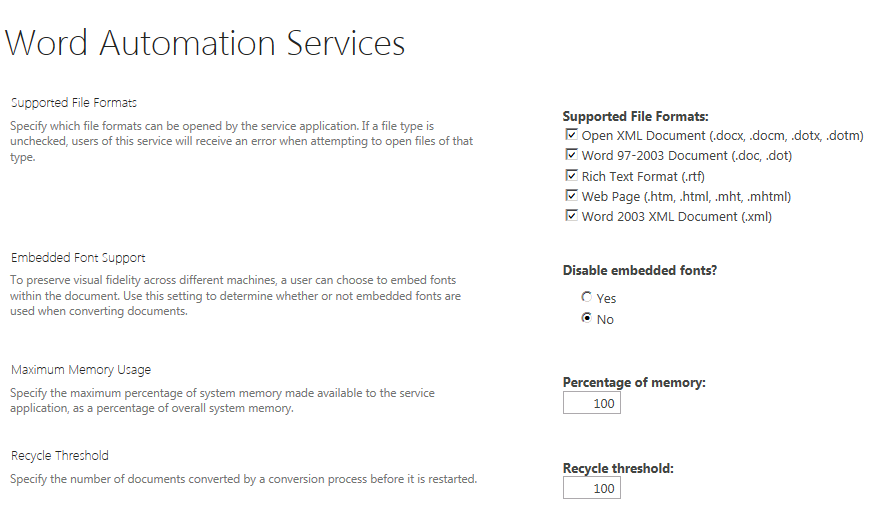 Word Automation Services
Supported File Formats
Specify which file formats can be opened by the service application. If a file type is
unchecked, users of this service will receive an error when attempting to open files of that
type.
Supported File Formats:
Open XML Document (.docx, .docm, .dotx, .dotm)
Word 97-2003 Document (.doc, .dot)
Rich Text Format (.rtf)
Web Page (.htm, .html, .mht, .mhtml)
Word 2003 XML Document (.xml)
Embedded Font Support
To preserve visual fidelity across different machines, a user can choose to embed fonts
within the document. Use this setting to determine whether or not embedded fonts are
used when converting documents.
Disable embedded fonts?
Yes
No
Maximum Memory Usage
Specify the maximum percentage of system memory made available to the service
application, as a percentage of overall system memory.
Percentage of memory:
100
Recycle Threshold
Specify the number of documents converted by a conversion process before it is restarted.
Recycle threshold:
100